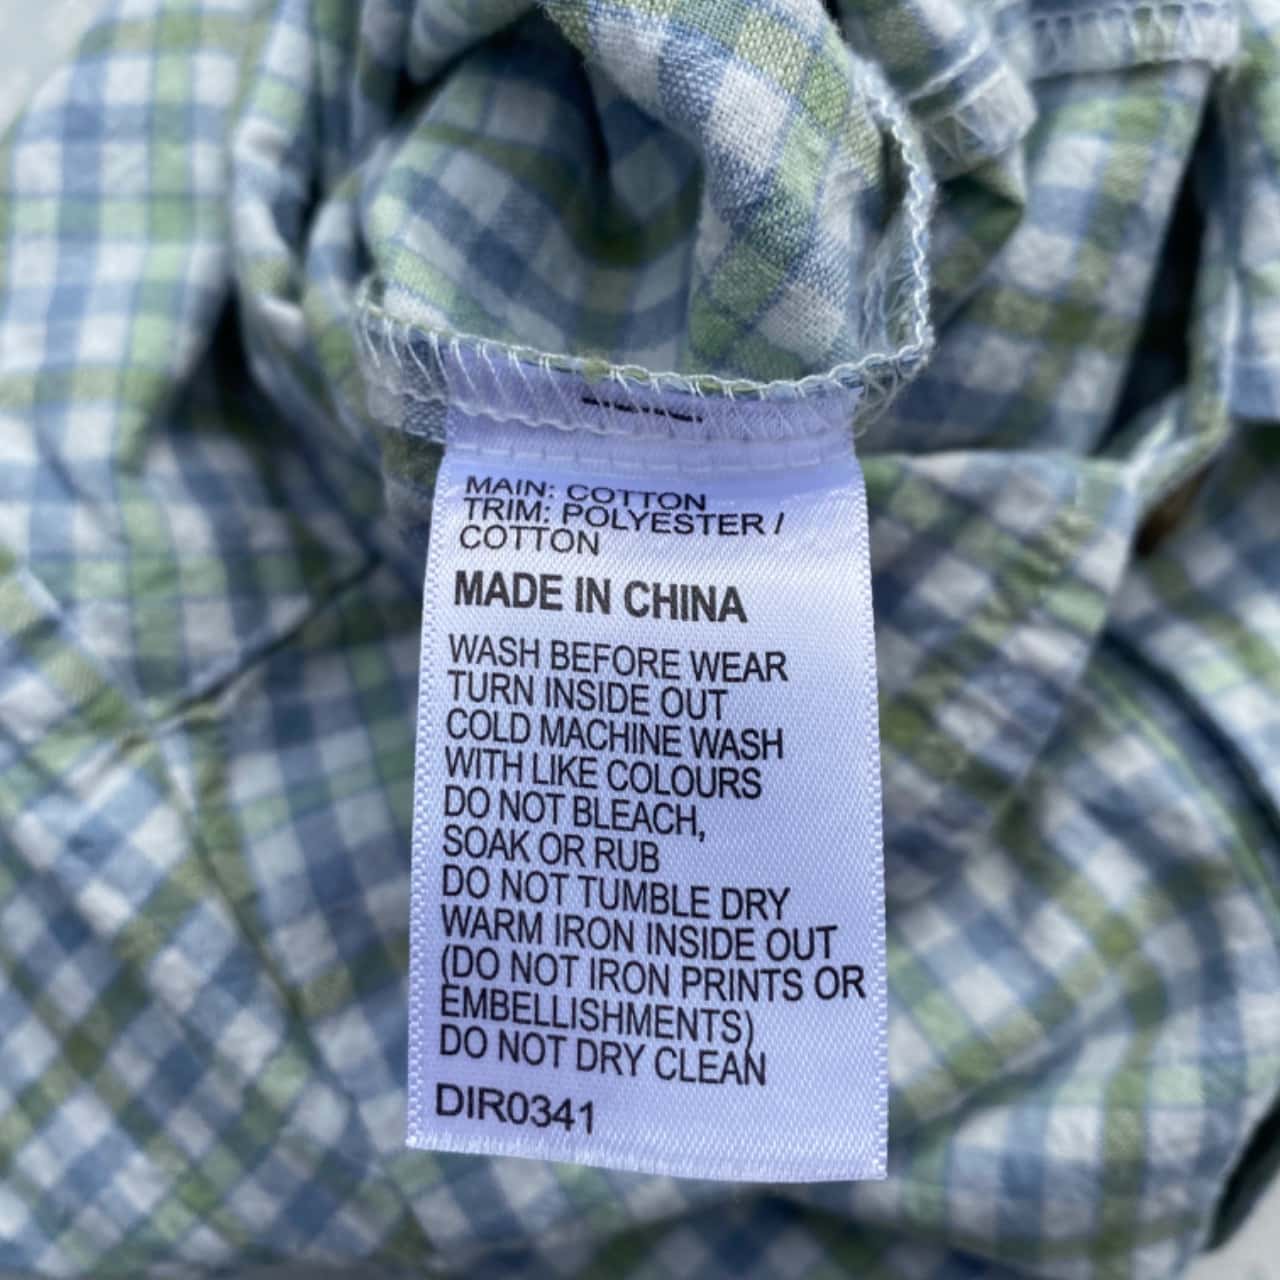 MAIN: COTTON
TRIM: POLYESTER /
COTTON
MADE IN CHINA
WASH BEFORE WEAR
TURN INSIDE OUT
COLD MACHINE WASH
WITH LIKE COLOURS
DO NOT BLEACH,
SOAK OR RUB
DO NOT TUMBLE DRY
WARM IRON INSIDE OUT
(DO NOT IRON PRINTS OR
EMBELLISHMENTS)
DO NOT DRY CLEAN
DIR0341